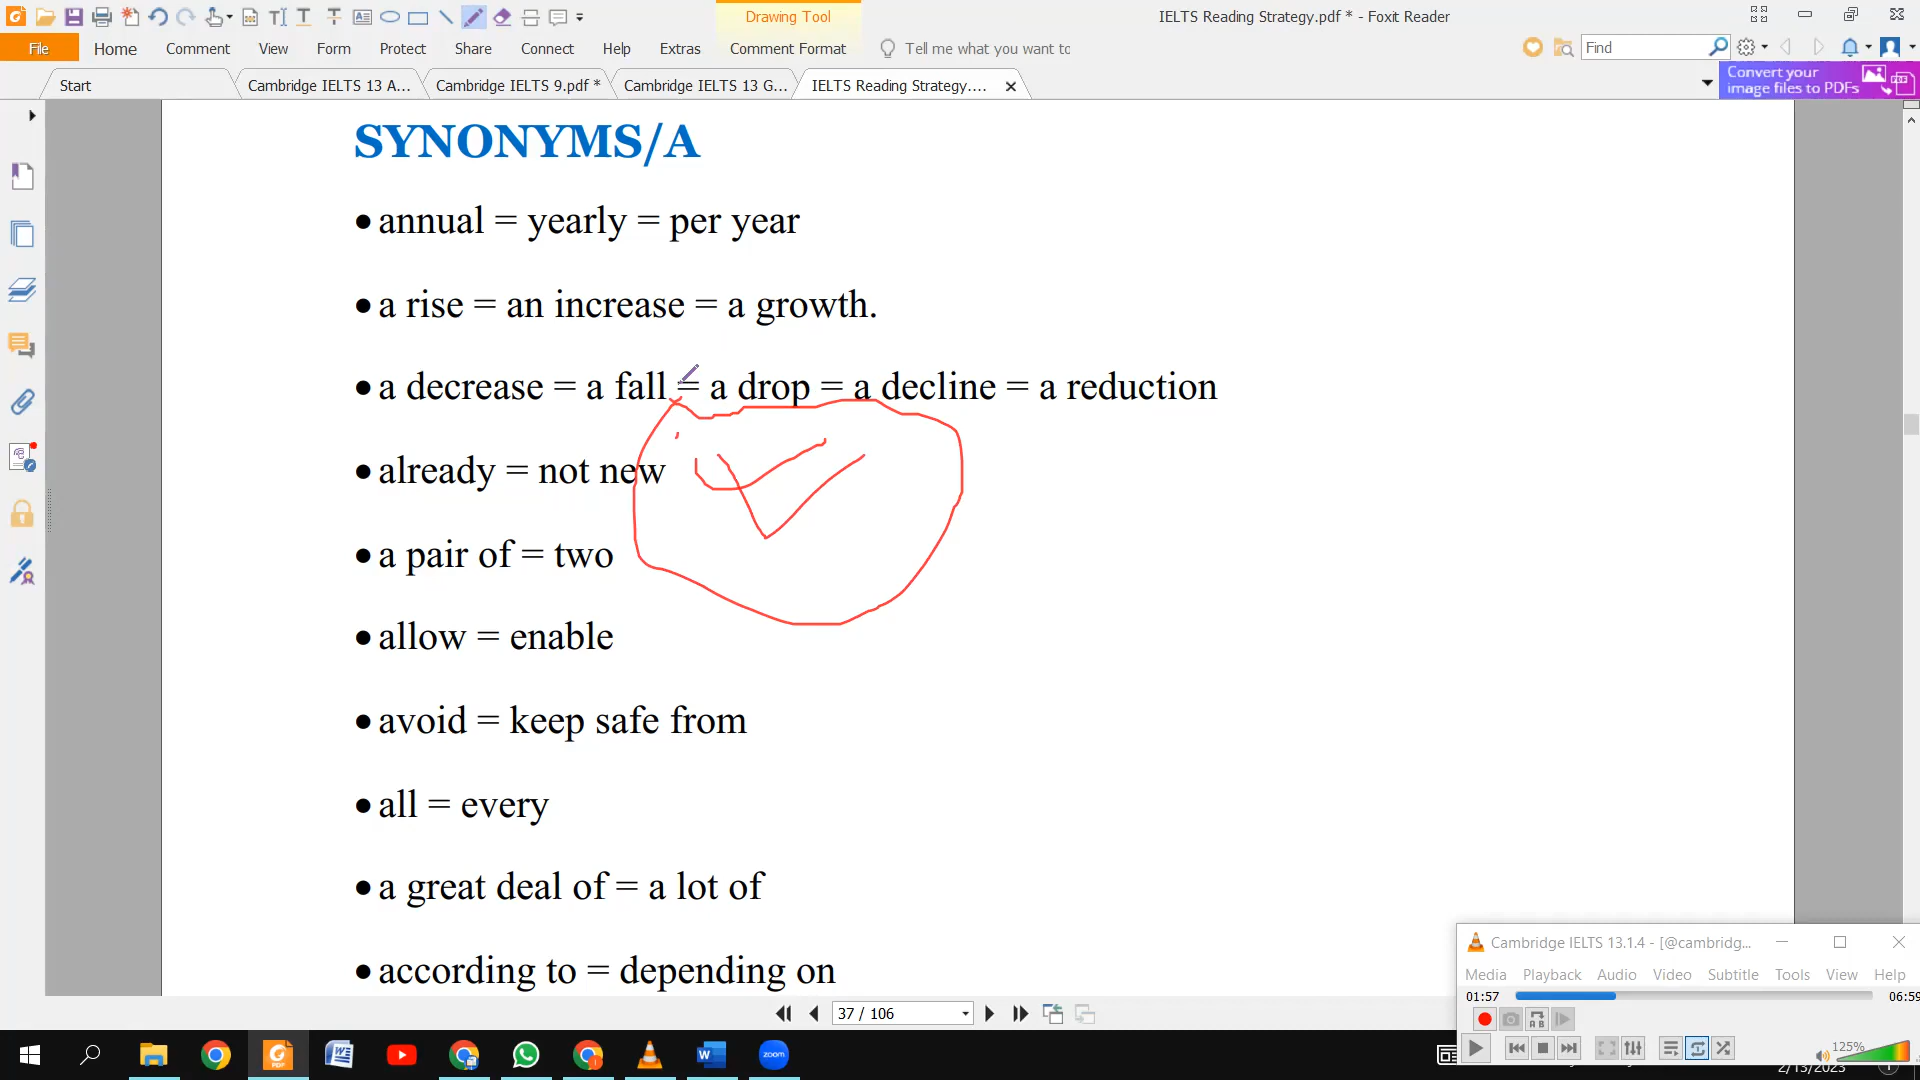 Drawing Tool
IELTS Reading Strategy.pdf * - Foxit Reader
File Home Comment View Form Protect Share Connect Help Extras Comment Format Tell me what you want to Find
Start Cambridge IELTS 13 A... Cambridge IELTS 9.pdf * Cambridge IELTS 13 G... IELTS Reading Strategy....
Convert your
image files to PDFs
SYNONYMS/A
• annual = yearly = per year
• a rise = an increase = a growth.
• a decrease = a fall = a drop = a decline = a reduction
• already = not new
• a pair of = two
• allow = enable
• avoid = keep safe from
• all = every
• a great deal of = a lot of
• according to = depending on
37 / 106
Cambridge IELTS 13.1.4 - [@cambridg...
Media Playback Audio Video Subtitle Tools View Help
01:57 06:59
125%
zoom
2/13/2023